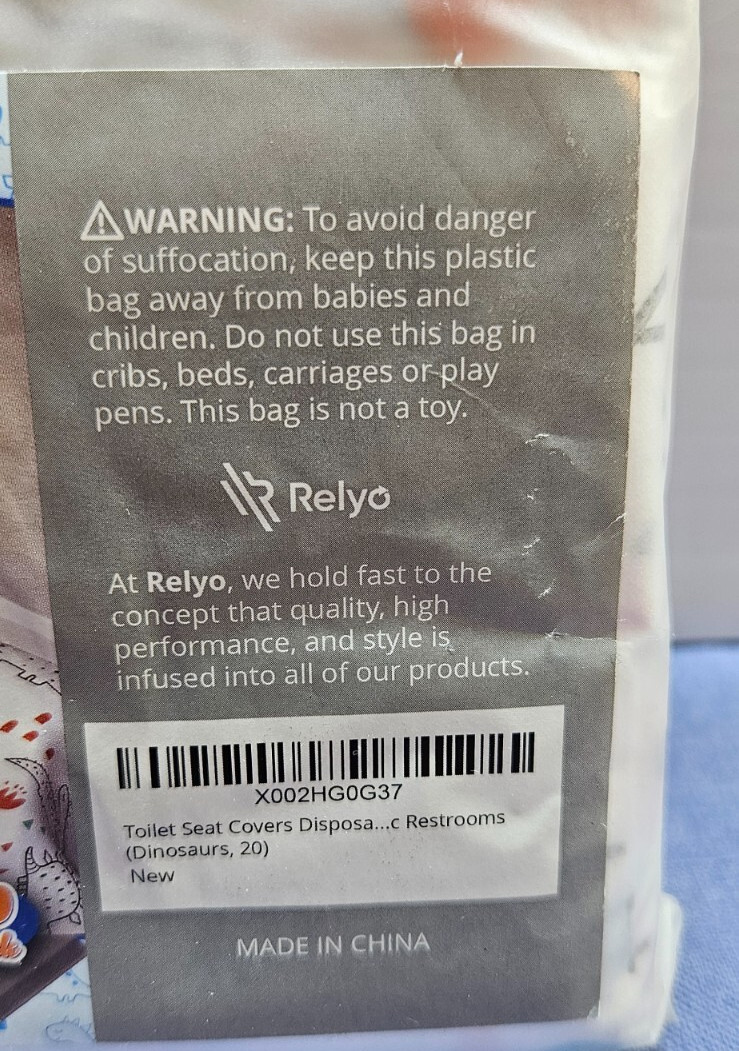 ⚠WARNING: To avoid danger
of suffocation, keep this plastic
bag away from babies and
children. Do not use this bag in
cribs, beds, carriages or play
pens. This bag is not a toy.
Relyo
At Relyo, we hold fast to the
concept that quality, high
performance, and style is
infused into all of our products.
X002HG0G37
Toilet Seat Covers Disposa...c Restrooms
(Dinosaurs, 20)
New
MADE IN CHINA